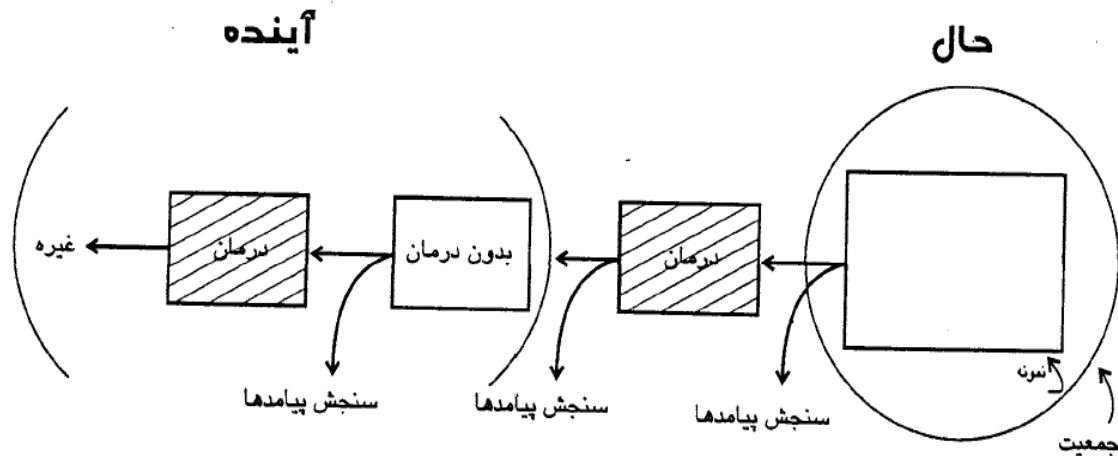 حال
آینده
درمان
بدون درمان
درمان
غیره
نمونه
جمعیت
سنجش پیامدها
سنجش پیامدها
سنجش پیامدها